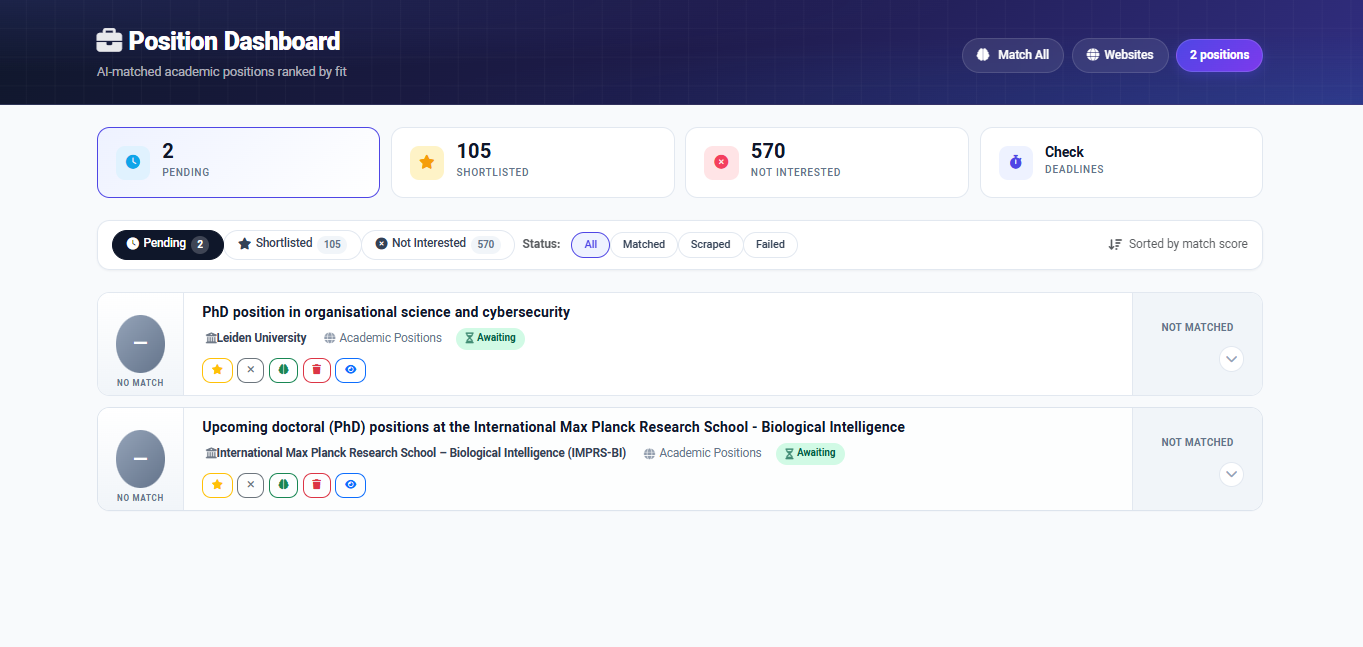 Position Dashboard
AI-matched academic positions ranked by fit
Match All
Websites
2 positions
2
PENDING
105
SHORTLISTED
570
NOT INTERESTED
Check
DEADLINES
Pending 2
Shortlisted 105
Not Interested 570
Status:
All
Matched
Scraped
Failed
Sorted by match score
PhD position in organisational science and cybersecurity
Leiden University
Academic Positions
Awaiting
NO MATCH
NOT MATCHED
Upcoming doctoral (PhD) positions at the International Max Planck Research School - Biological Intelligence
International Max Planck Research School – Biological Intelligence (IMPRS-BI)
Academic Positions
Awaiting
NO MATCH
NOT MATCHED